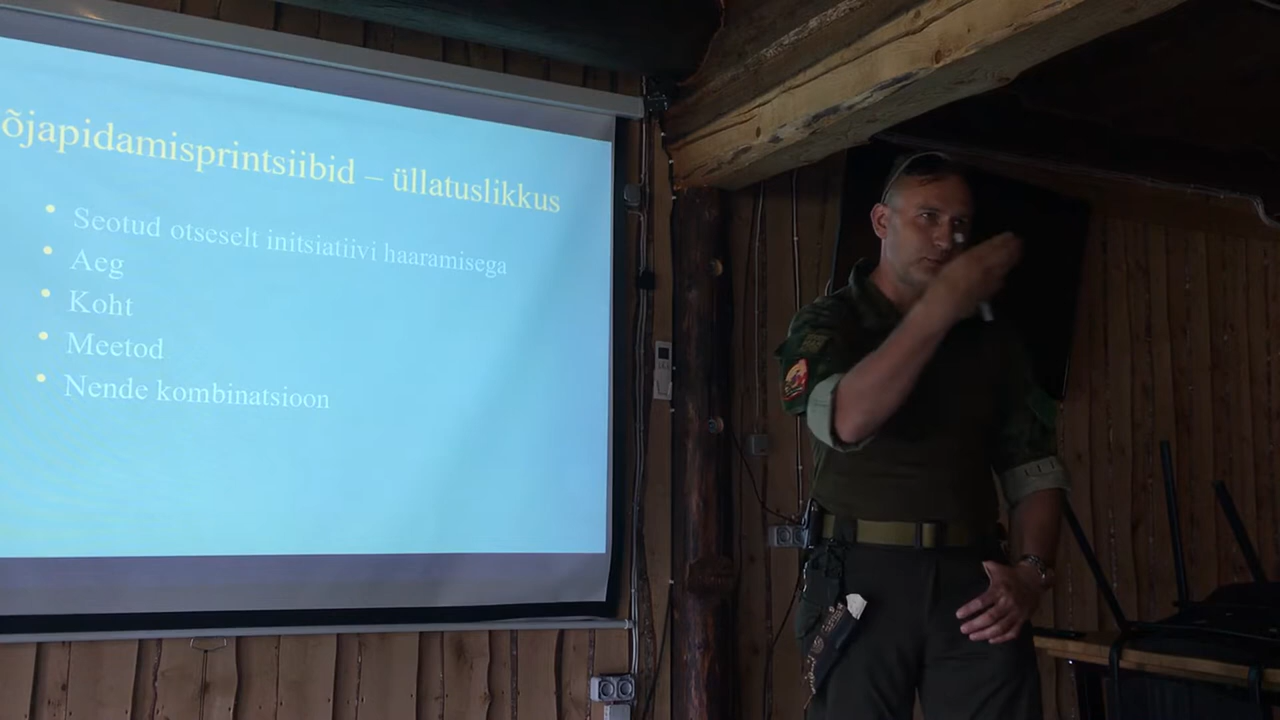 õjapidamisprintsiibid – üllatuslikkus
• Seotud otseselt initsiatiivi haaramisega
• Aeg
• Koht
• Meetod
• Nende kombinatsioon